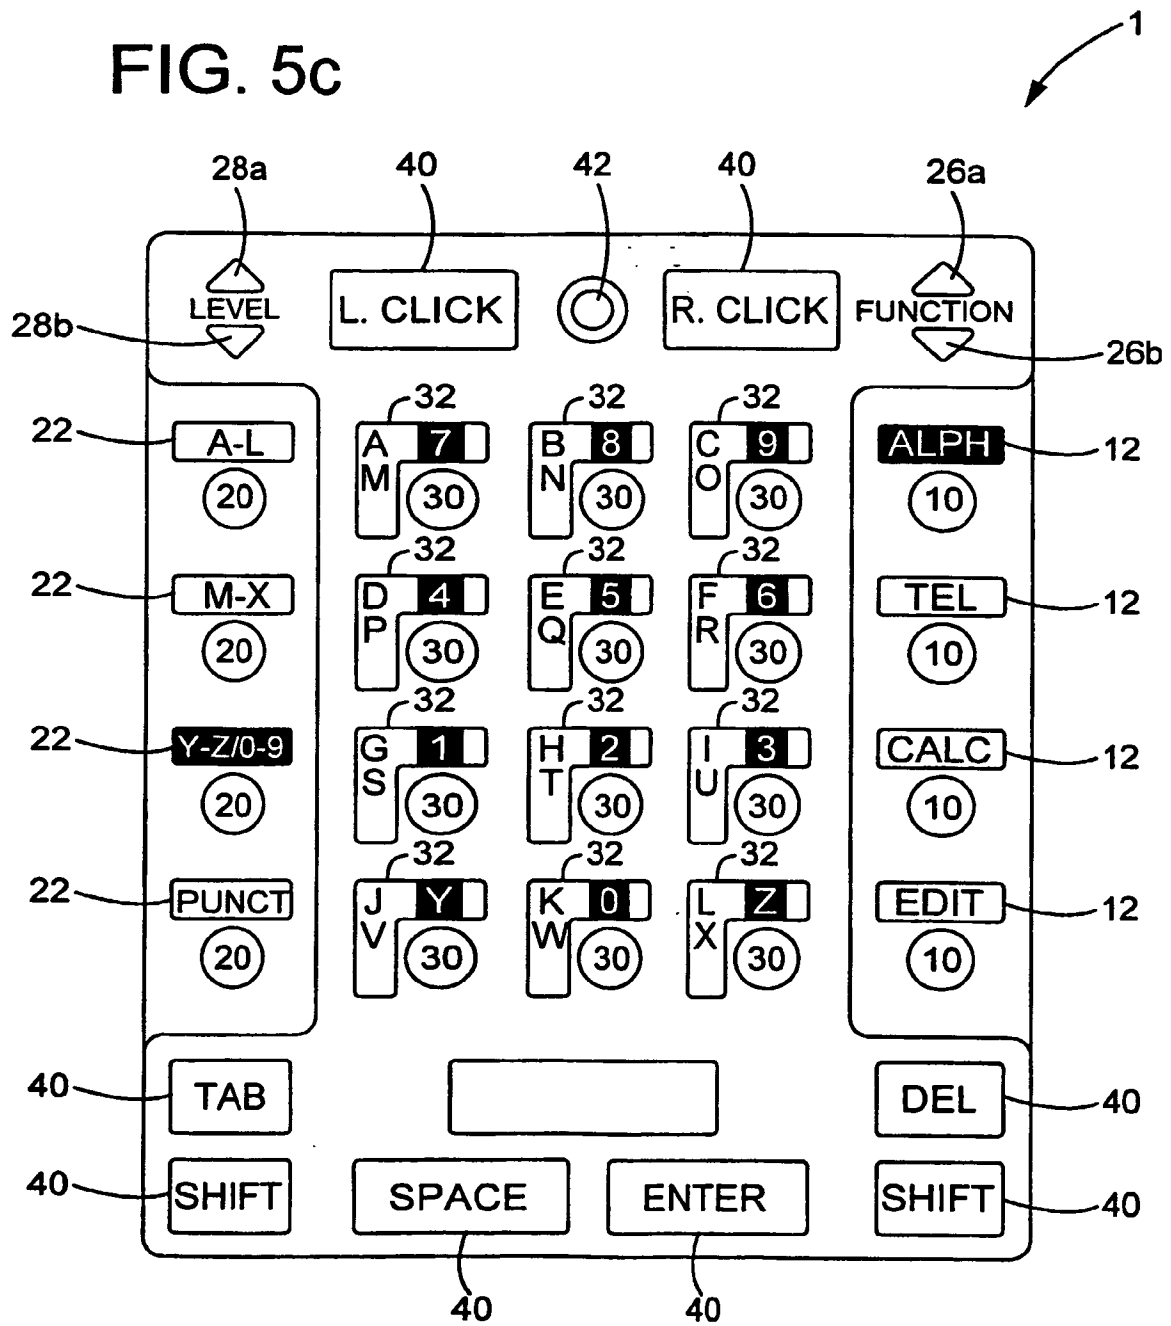 1
FIG. 5c
28a 40 42 40 26a
LEVEL L. CLICK R. CLICK FUNCTION
28b 26b
32 32 32
22 A-L A 7 B 8 C 9 ALPH 12
M N O
20 30 30 30 10
32 32 32
22 M-X D 4 E 5 F 6 TEL 12
P Q R
20 30 30 30 10
32 32 32
22 Y-Z/0-9 G 1 H 2 I 3 CALC 12
S T U
20 30 30 30 10
32 32 32
22 PUNCT J Y K 0 L Z EDIT 12
V W X
20 30 30 30 10
40 TAB DEL 40
40 SHIFT SPACE ENTER SHIFT 40
40 40